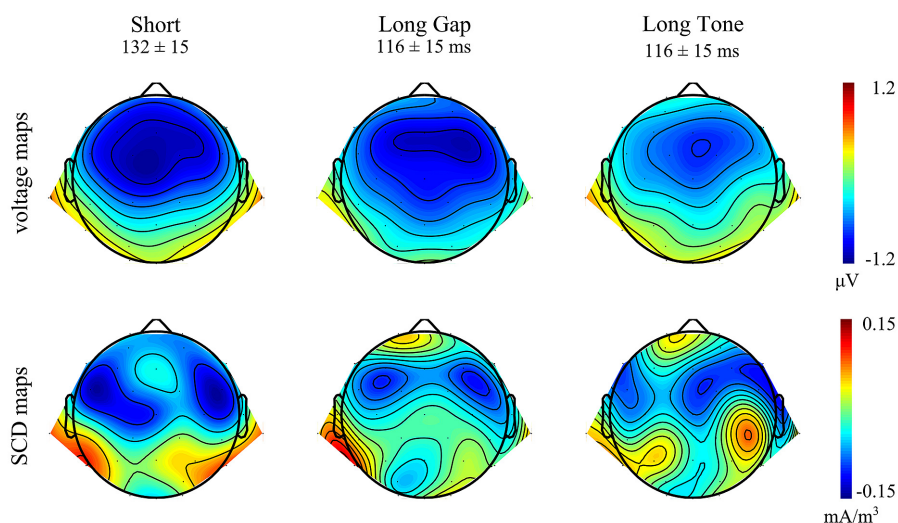 Short
132 ± 15
Long Gap
116 ± 15 ms
Long Tone
116 ± 15 ms
voltage maps
1.2
-1.2
μV
SCD maps
0.15
-0.15
mA/m³